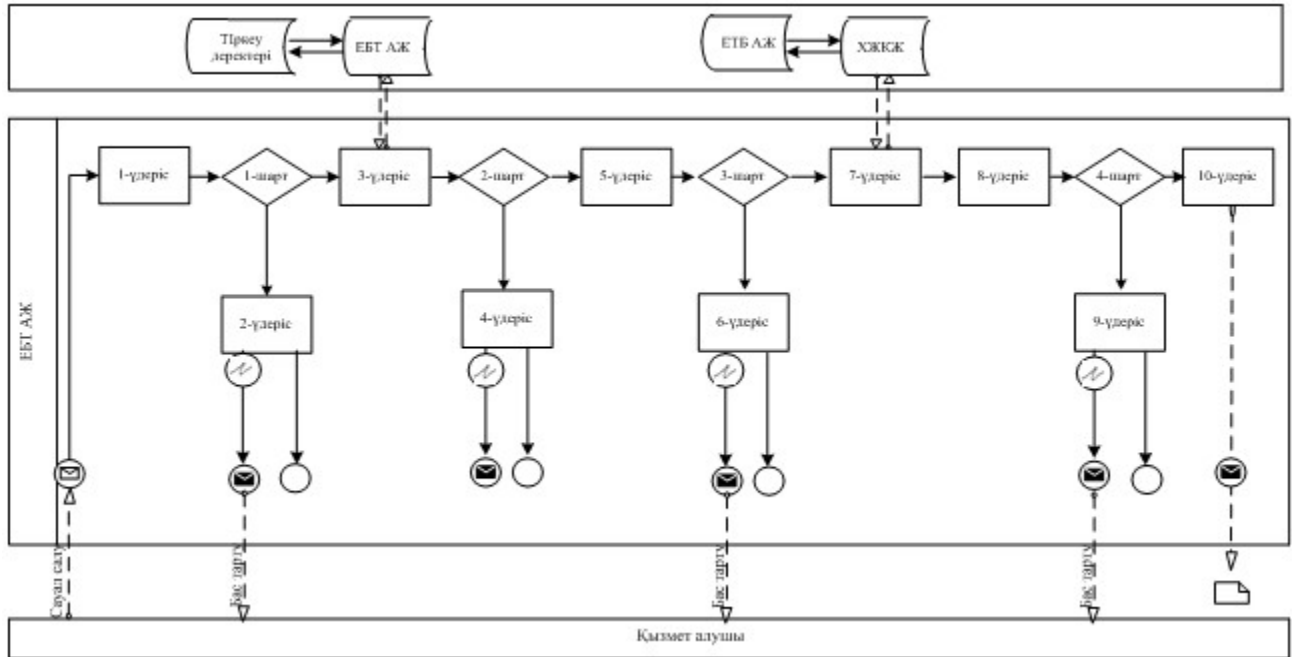 Тіркеу
деректері
ЕБТ АЖ
ЕТБ АЖ
ХЖКЖ
ЕБТ АЖ
1-үдеріс
1-шарт
3-үдеріс
2-шарт
5-үдеріс
3-шарт
7-үдеріс
8-үдеріс
4-шарт
10-үдеріс
2-үдеріс
4-үдеріс
6-үдеріс
9-үдеріс
Сауал салу
Бас тарту
Бас тарту
Бас тарту
Қызмет алушы